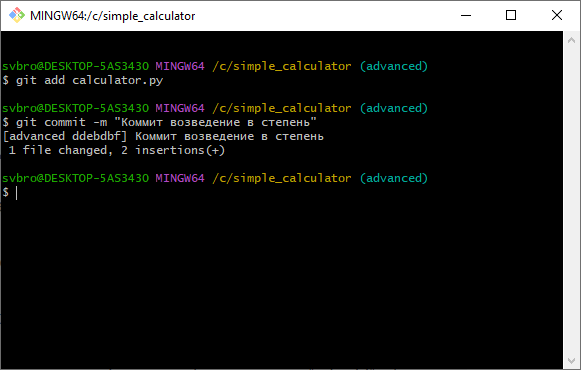 MINGW64:/c/simple_calculator
svbro@DESKTOP-5AS3430 MINGW64 /c/simple_calculator (advanced)
$ git add calculator.py
svbro@DESKTOP-5AS3430 MINGW64 /c/simple_calculator (advanced)
$ git commit -m "Коммит возведение в степень"
[advanced ddebdbf] Коммит возведение в степень
1 file changed, 2 insertions(+)
svbro@DESKTOP-5AS3430 MINGW64 /c/simple_calculator (advanced)
$